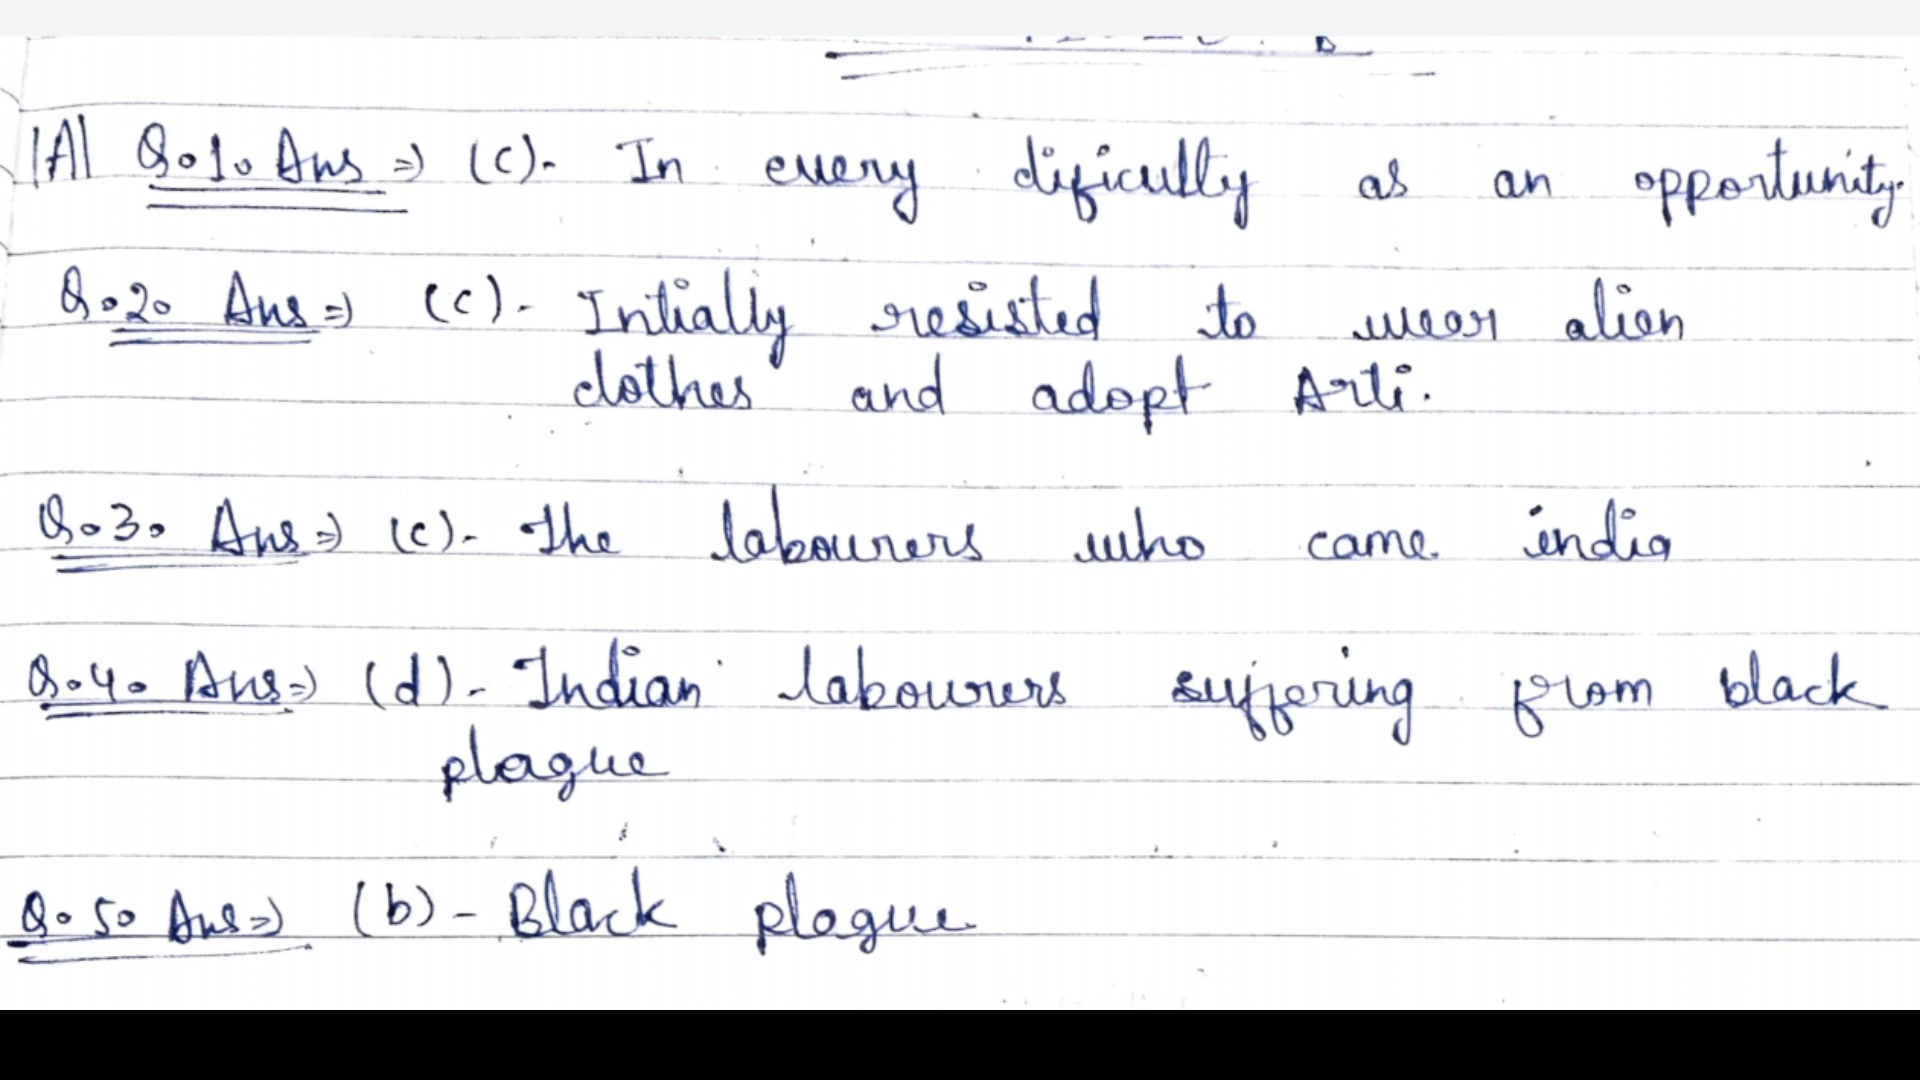 |A| Q.1. Ans => (c). In every dificulty as an opportunity.
Q.2. Ans => (c). - Intially resisted to wear alien
clothes and adopt Arti.
Q.3. Ans => (c). - The labourers who came india
Q.4. Ans => (d). - Indian labourers suffering from black
plague
Q. 5. Ans => (b) - Black plague